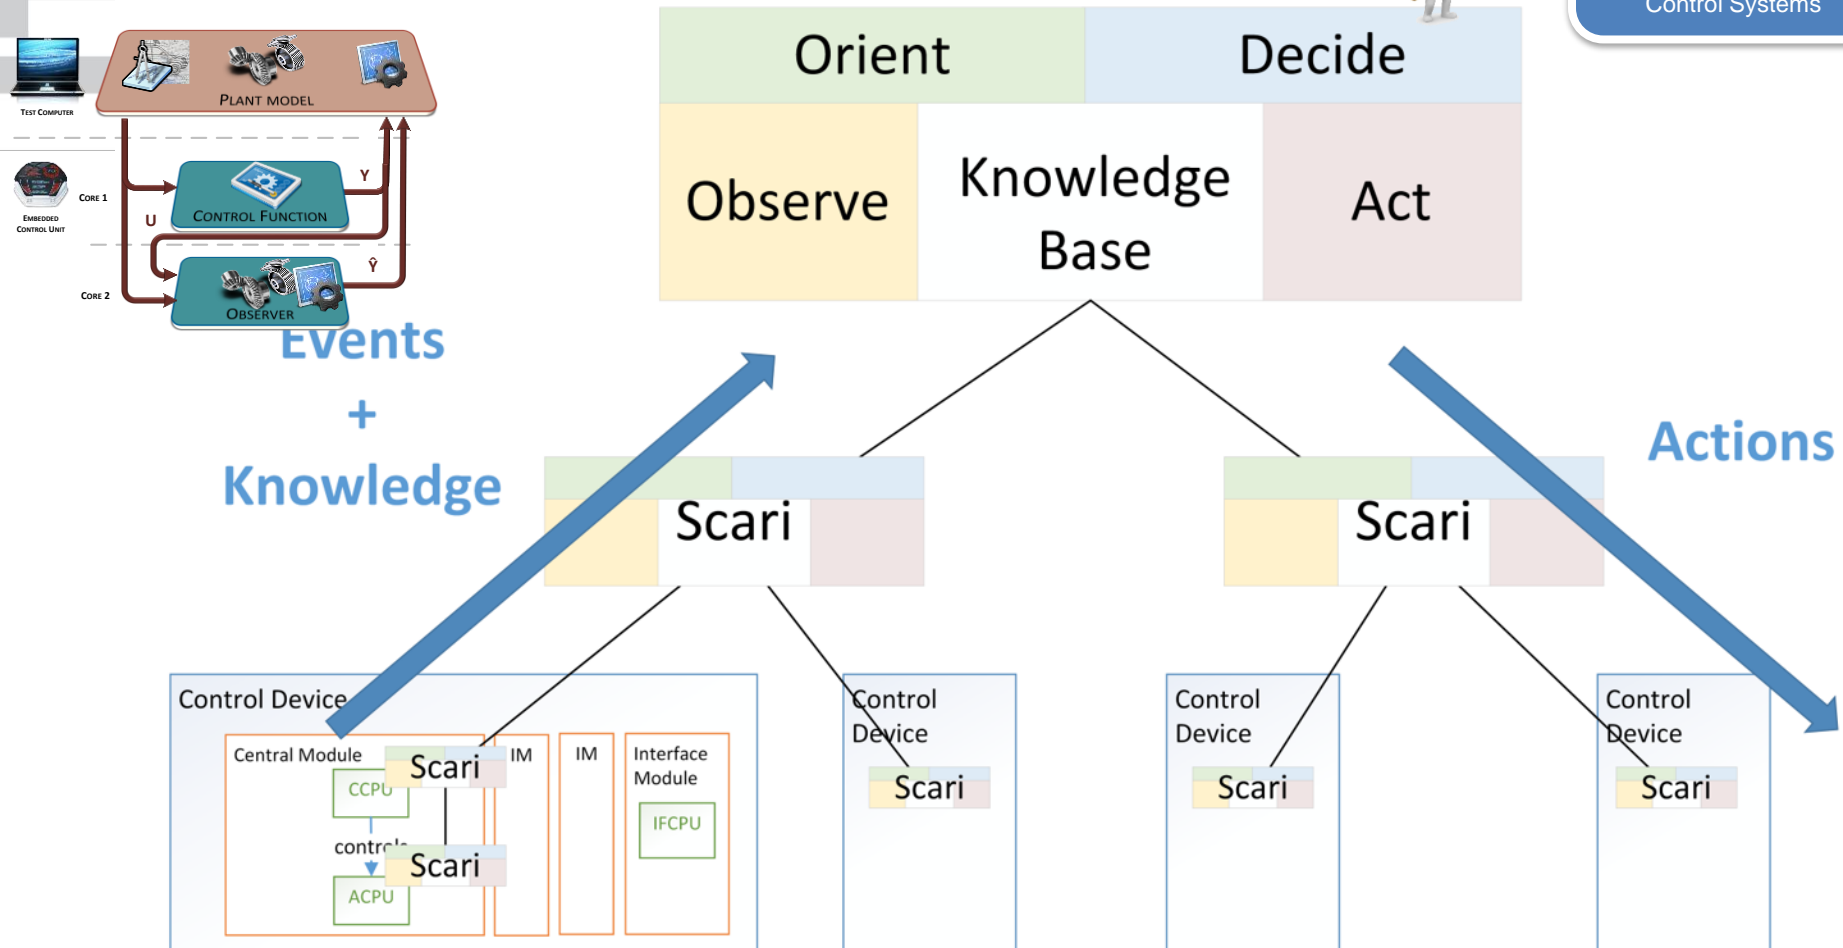 Control Systems
Orient
Decide
PLANT MODEL
TEST COMPUTER
Observe
Knowledge
Base
Act
CORE 1
EMBEDDED
CONTROL UNIT
Y
U
CONTROL FUNCTION
Ŷ
CORE 2
OBSERVER
Events
+
Knowledge
Actions
Scari
Scari
Control Device
Central Module
Scari
CCPU
controls
Scari
ACPU
IM
IM
Interface
Module
IFCPU
Control
Device
Scari
Control
Device
Scari
Control
Device
Scari